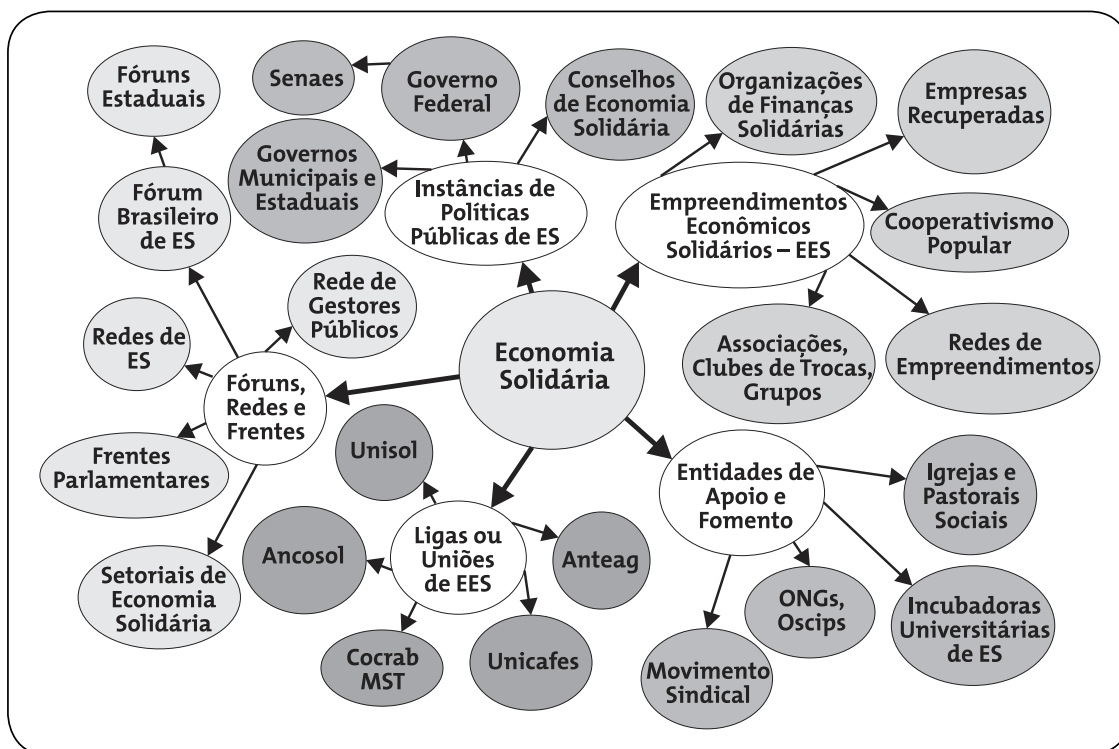 Fóruns
Estaduais
Senaes
Governo
Federal
Conselhos
de Economia
Solidária
Organizações
de Finanças
Solidárias
Empresas
Recuperadas
Governos
Municipais e
Estaduais
Fórum
Brasileiro
de ES
Instâncias de
Políticas
Públicas de ES
Empreendimentos
Econômicos
Solidários – EES
Cooperativismo
Popular
Rede de
Gestores
Públicos
Redes de
ES
Economia
Solidária
Associações,
Clubes de Trocas,
Grupos
Redes de
Empreendimentos
Fóruns,
Redes e
Frentes
Frentes
Parlamentares
Unisol
Entidades de
Apoio e
Fomento
Igrejas e
Pastorais
Sociais
Setoriais de
Economia
Solidária
Ancosol
Ligas ou
Uniões
de EES
Anteag
ONGs,
Oscips
Incubadoras
Universitárias
de ES
Cocrab
MST
Unicafes
Movimento
Sindical